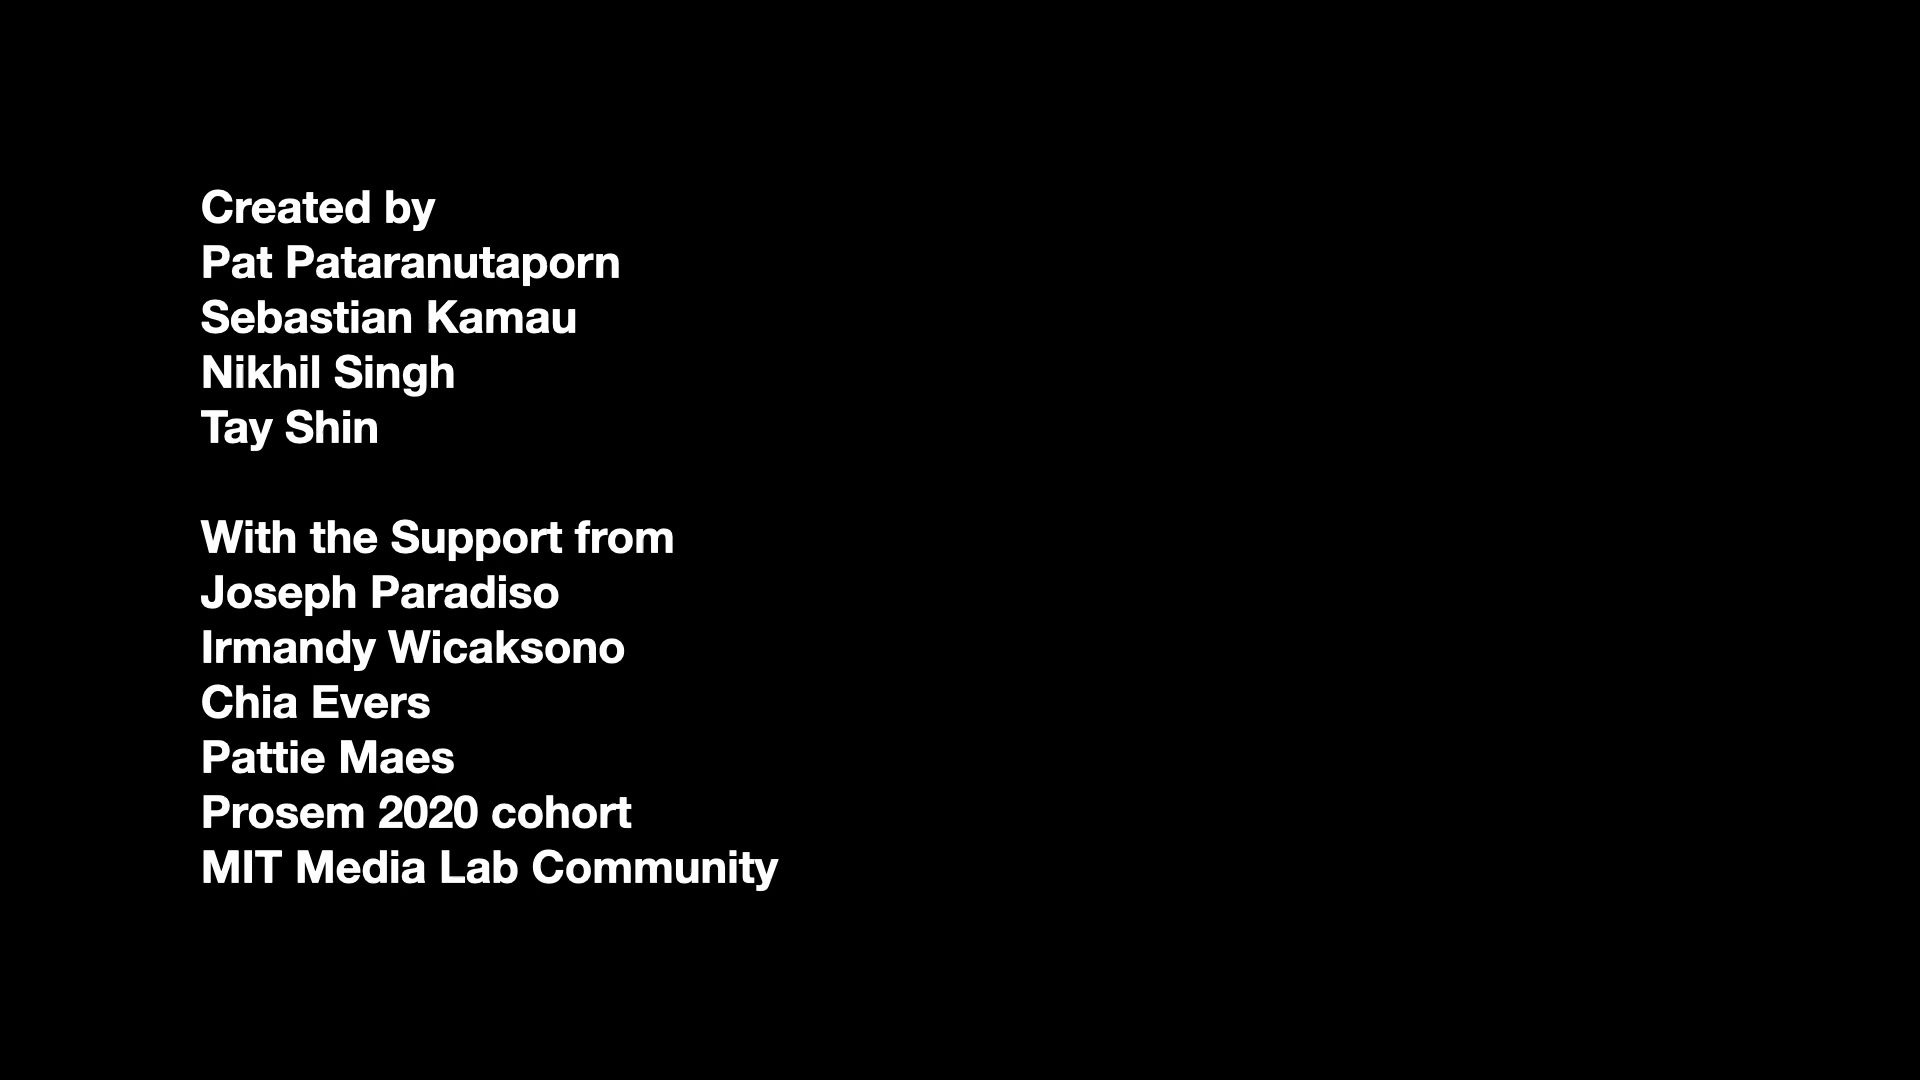 Created by
Pat Pataranutaporn
Sebastian Kamau
Nikhil Singh
Tay Shin
With the Support from
Joseph Paradiso
Irmandy Wicaksono
Chia Evers
Pattie Maes
Prosem 2020 cohort
MIT Media Lab Community